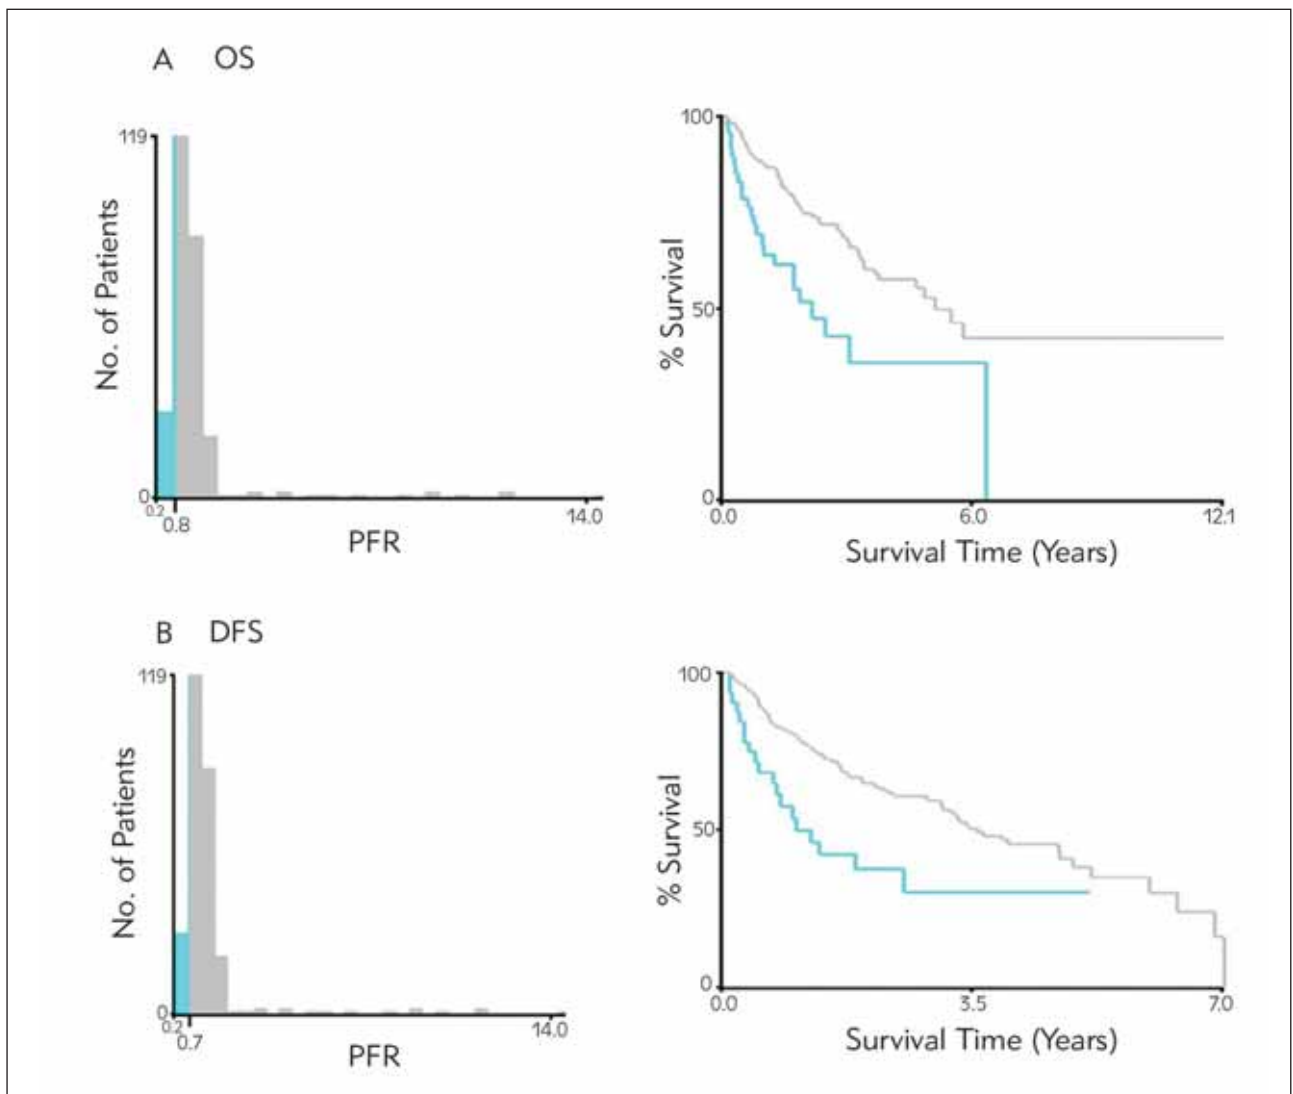 A OS
119
No. of Patients
0
0.2
0.8
14.0
PFR
100
50
0
% Survival
0.0
6.0
12.1
Survival Time (Years)
B DFS
119
No. of Patients
0
0.2
0.7
14.0
PFR
100
50
0
% Survival
0.0
3.5
7.0
Survival Time (Years)